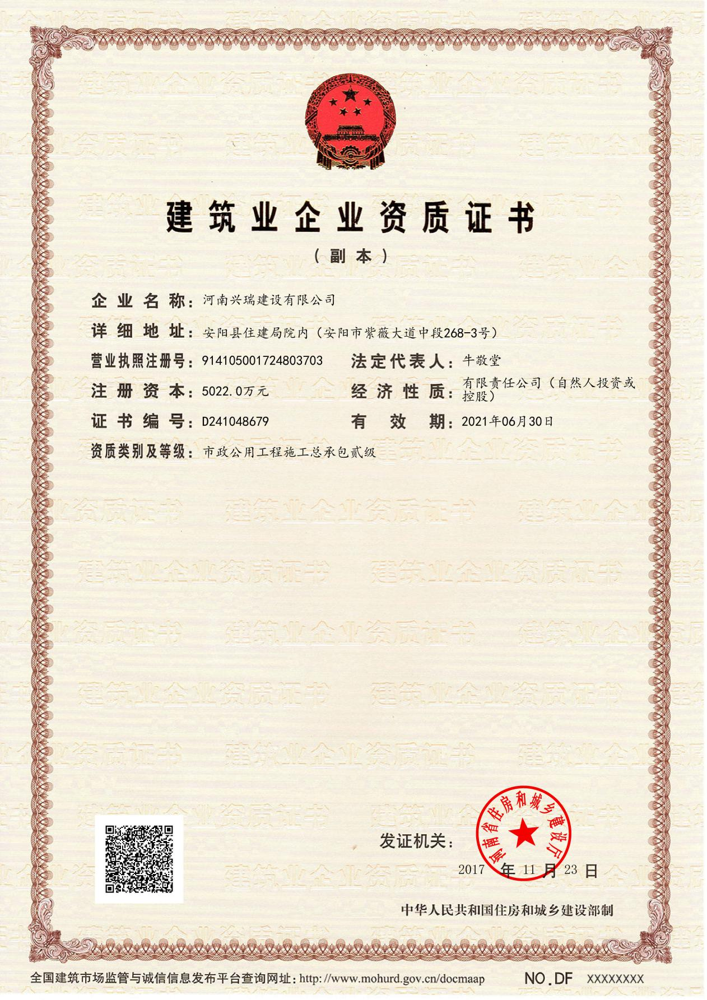 建筑业企业资质证书
（副本）
企业名称：河南兴瑞建设有限公司
详细地址：安阳县住建局院内（安阳市紫薇大道中段268-3号）
营业执照注册号：914105001724803703 法定代表人：牛敬堂
注册资本：5022.0万元 经济性质：有限责任公司（自然人投资或
控股）
证书编号：D241048679 有效期：2021年06月30日
资质类别及等级：市政公用工程施工总承包贰级
河南省住房和城乡建设厅
发证机关：
2017 年 11 月 23 日
中华人民共和国住房和城乡建设部制
全国建筑市场监管与诚信信息发布平台查询网址：http://www.mohurd.gov.cn/docmaap NO.DF XXXXXXXX